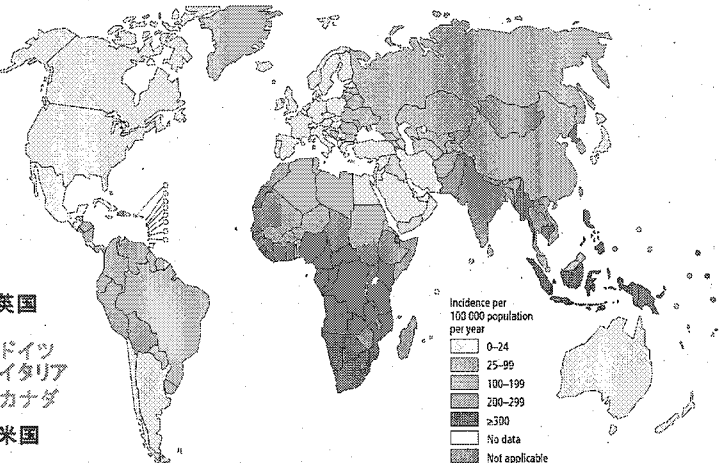 英国
ドイツ
イタリア
カナダ
米国
Incidence per
100 000 population
per year
0–24
25–99
100–199
200–299
≥300
No data
Not applicable